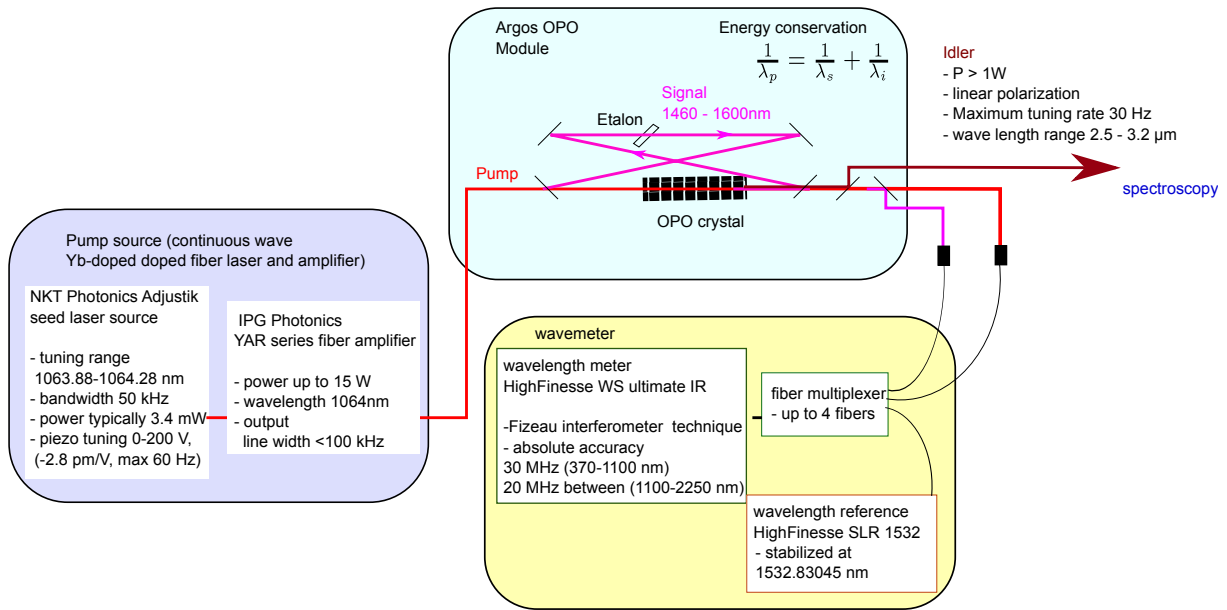 Argos OPO
Module
Energy conservation
1/λp = 1/λs + 1/λi
Signal
1460 - 1600nm
Etalon
Pump
OPO crystal
Idler
- P > 1W
- linear polarization
- Maximum tuning rate 30 Hz
- wave length range 2.5 - 3.2 μm
spectroscopy
Pump source (continuous wave
Yb-doped doped fiber laser and amplifier)
NKT Photonics Adjustik
seed laser source
- tuning range
1063.88-1064.28 nm
- bandwidth 50 kHz
- power typically 3.4 mW
- piezo tuning 0-200 V,
(-2.8 pm/V, max 60 Hz)
IPG Photonics
YAR series fiber amplifier
- power up to 15 W
- wavelength 1064nm
- output
line width <100 kHz
wavemeter
wavelength meter
HighFinesse WS ultimate IR
-Fizeau interferometer technique
- absolute accuracy
30 MHz (370-1100 nm)
20 MHz between (1100-2250 nm)
fiber multiplexer
- up to 4 fibers
wavelength reference
HighFinesse SLR 1532
- stabilized at
1532.83045 nm